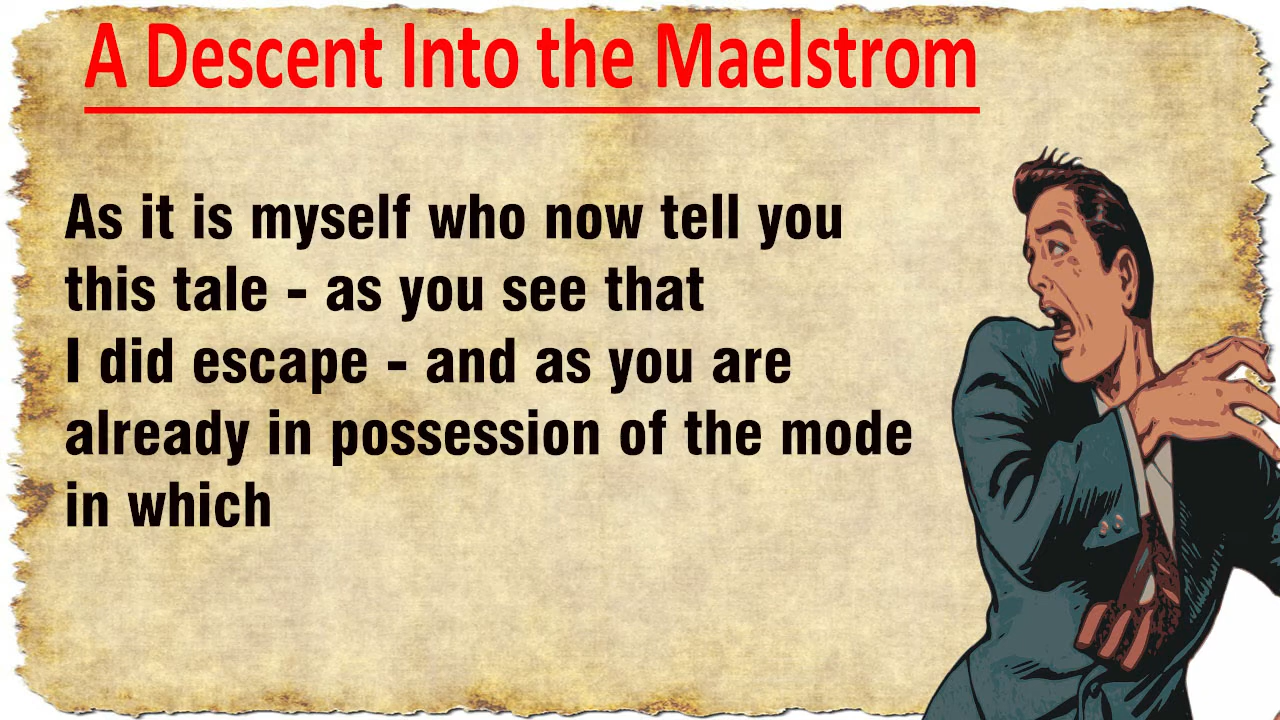 A Descent Into the Maelstrom
As it is myself who now tell you
this tale - as you see that
I did escape - and as you are
already in possession of the mode
in which